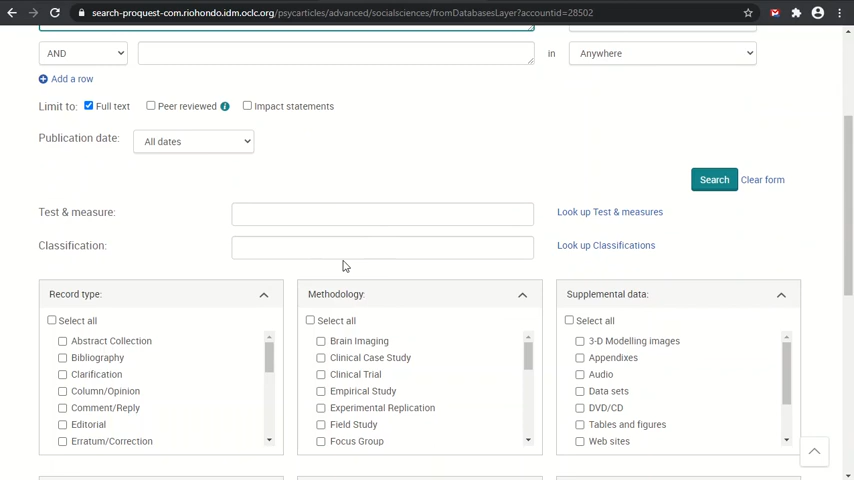 search-proquest-com.riohondo.idm.oclc.org/psycarticles/advanced/socialsciences/fromDatabasesLayer?accountid=28502
AND in Anywhere
Add a row
Limit to: Full text Peer reviewed Impact statements
Publication date: All dates
Search Clear form
Test & measure: Look up Test & measures
Classification: Look up Classifications
Record type: Methodology: Supplemental data:
Select all Select all Select all
Abstract Collection Brain Imaging 3-D Modelling images
Bibliography Clinical Case Study Appendixes
Clarification Clinical Trial Audio
Column/Opinion Empirical Study Data sets
Comment/Reply Experimental Replication DVD/CD
Editorial Field Study Tables and figures
Erratum/Correction Focus Group Web sites